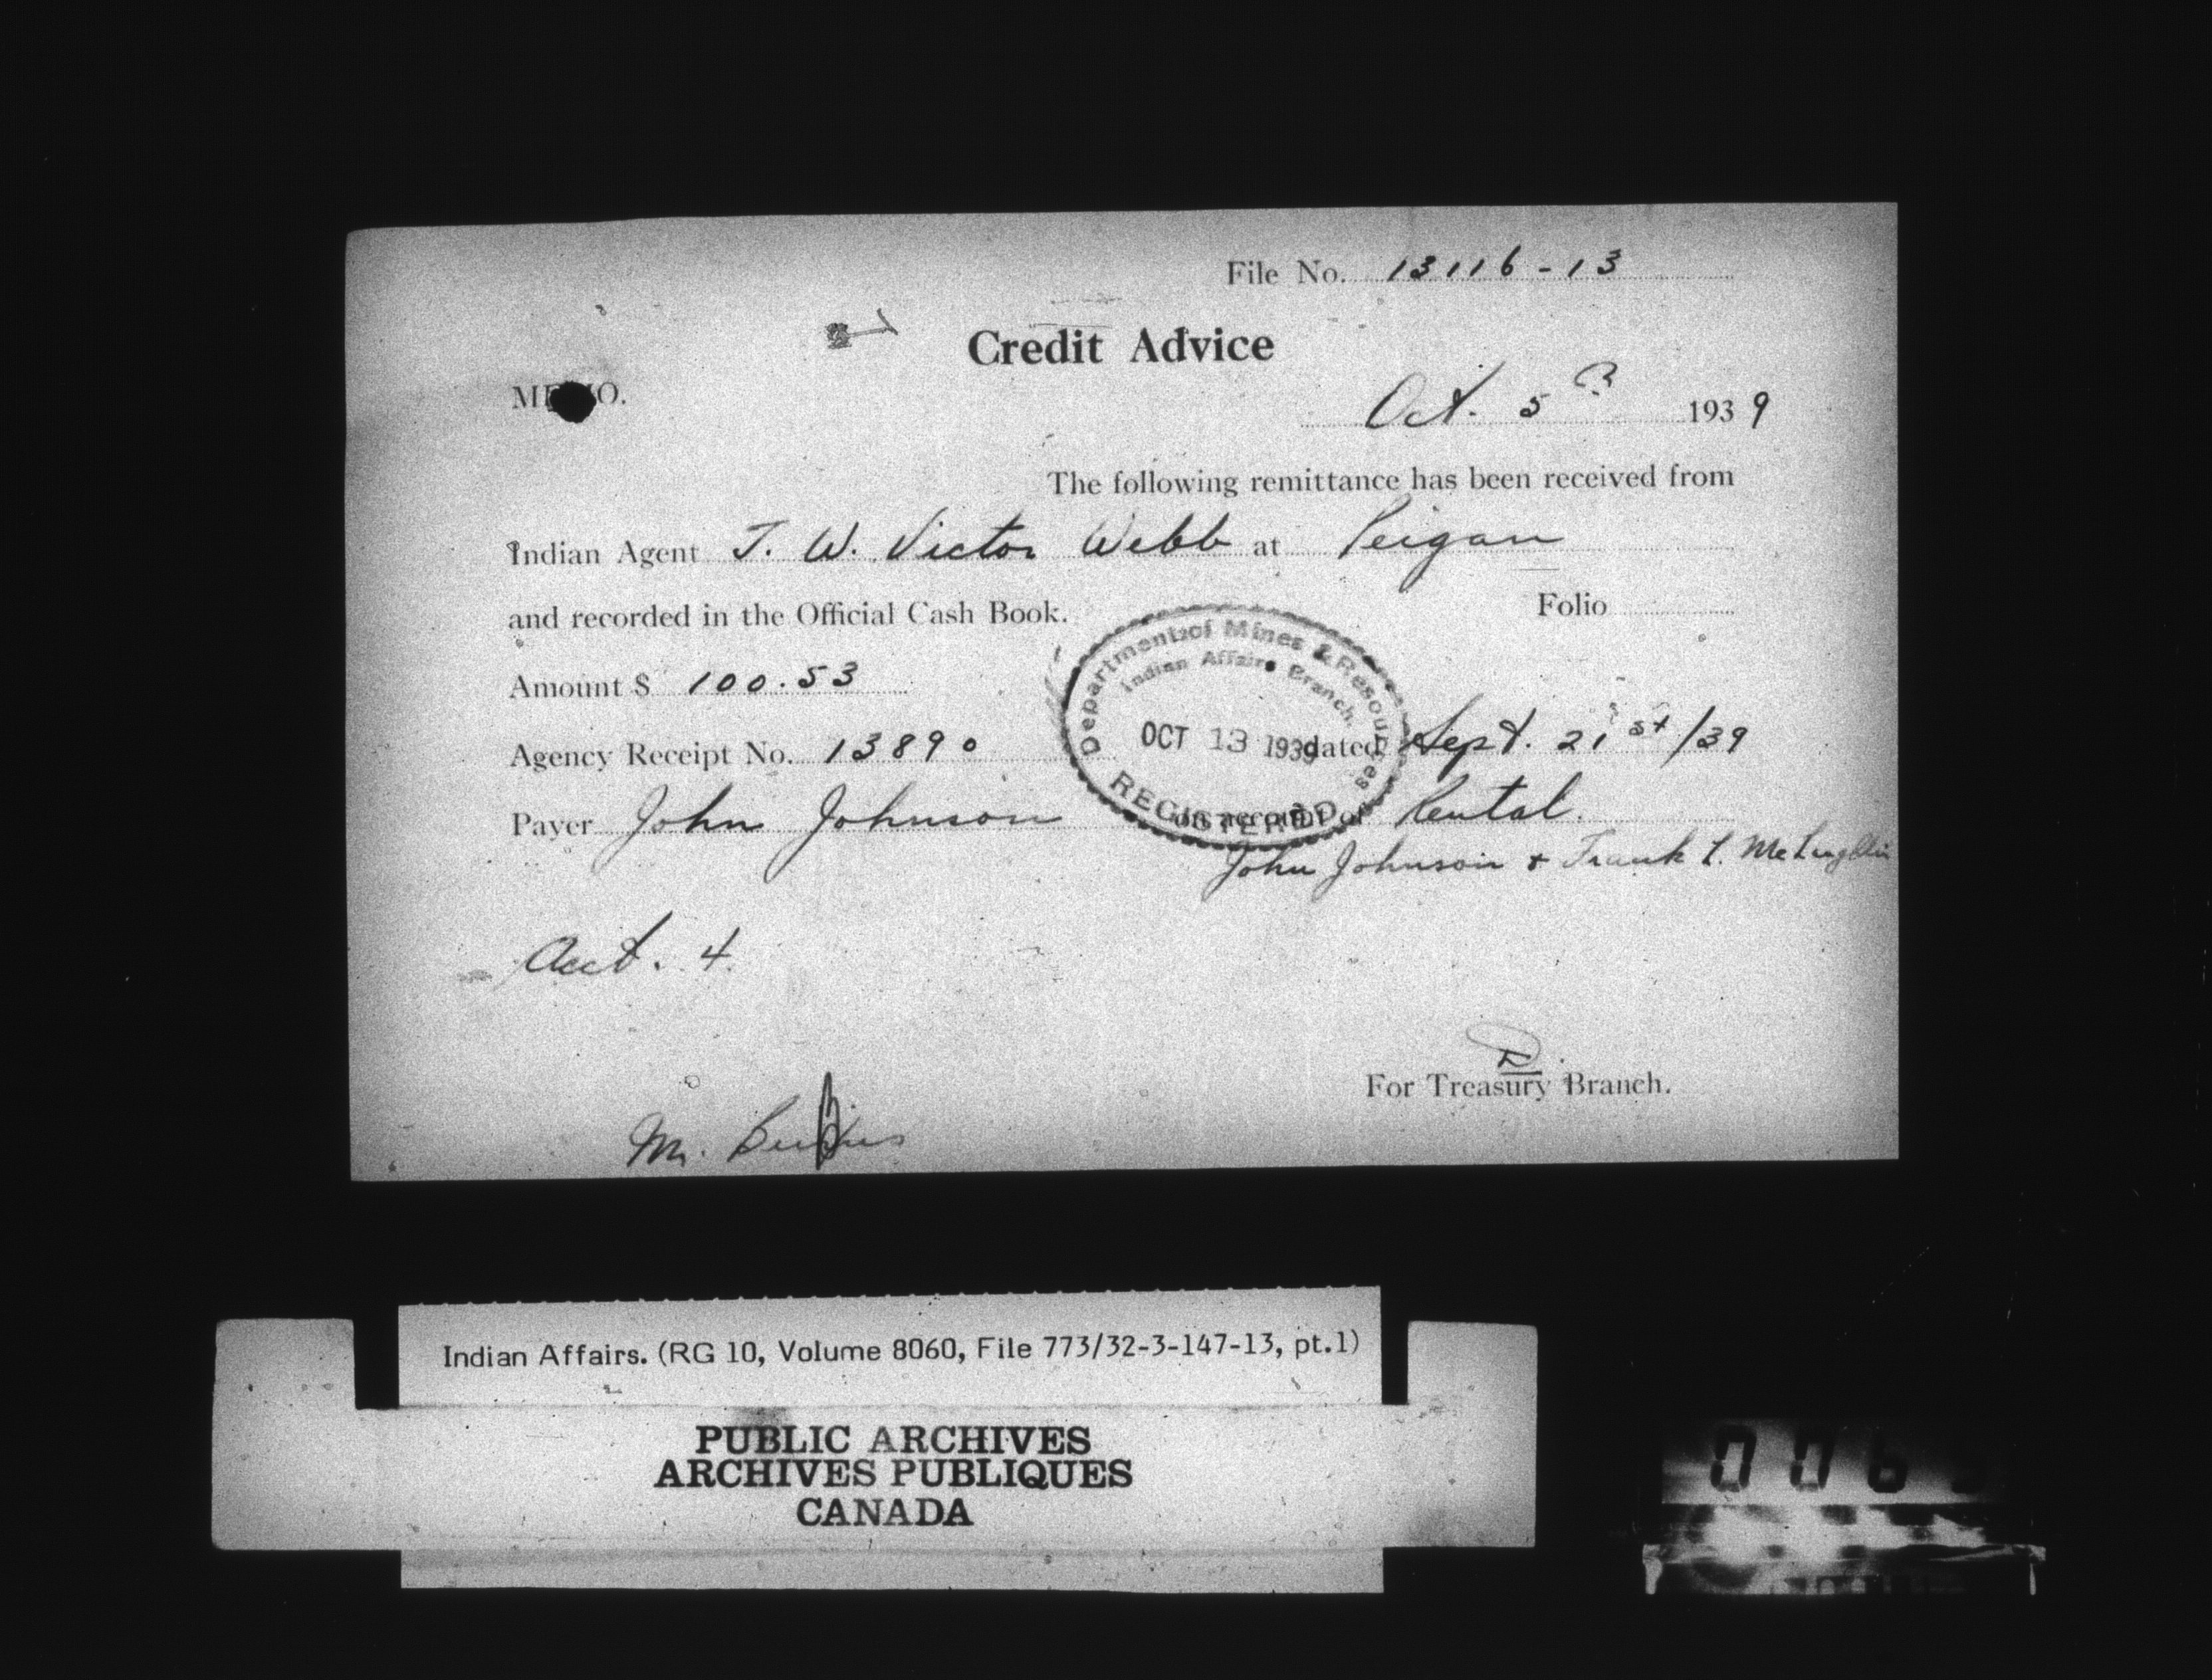 File No. 13116-13
Credit Advice
MEMO.
Oct. 5 1939
The following remittance has been received from
Indian Agent J. W. Victor Webb at Peigan
and recorded in the Official Cash Book. Folio
Amount $ 100.53
Department of Mines & Resources
Indian Affairs Branch.
OCT 13 1939
REGISTERED
Agency Receipt No. 13890 dated Sept. 21st/39
Payer John Johnson on account of Rental.
John Johnson & Frank L. McLaughlin
Acct. 4
For Treasury Branch.
Mr.
Indian Affairs. (RG 10, Volume 8060, File 773/32-3-147-13, pt.1)
PUBLIC ARCHIVES
ARCHIVES PUBLIQUES
CANADA